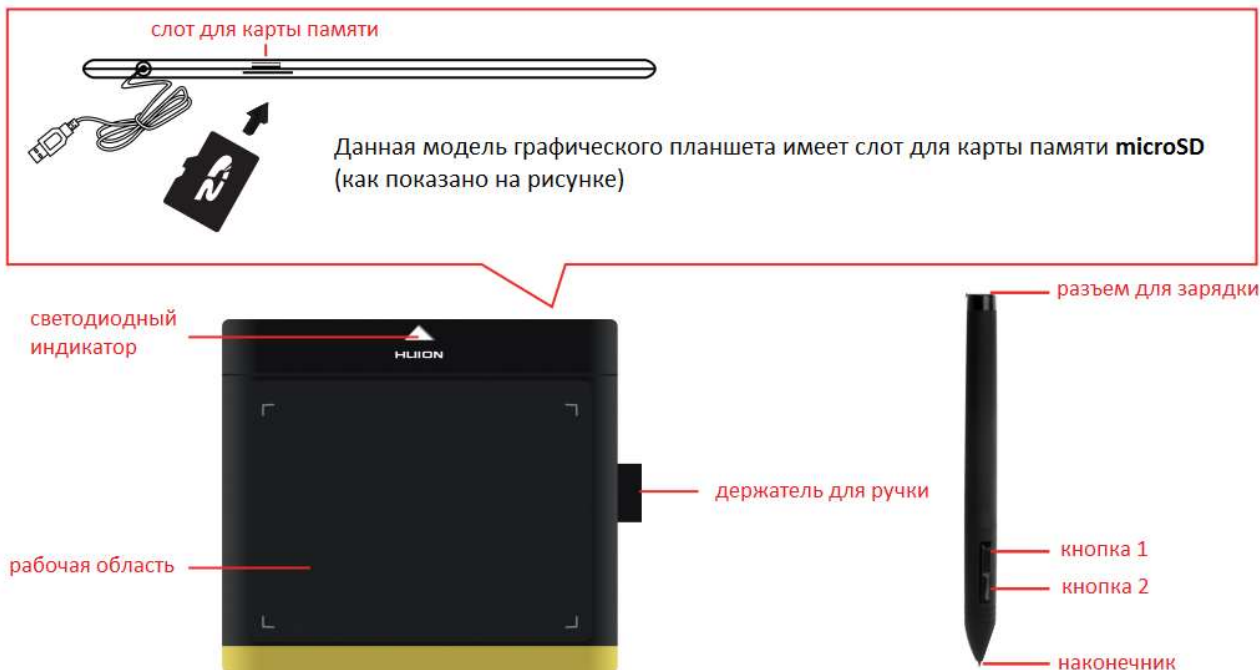 слот для карты памяти
Данная модель графического планшета имеет слот для карты памяти microSD
(как показано на рисунке)
разъем для зарядки
светодиодный
индикатор
HUION
держатель для ручки
кнопка 1
рабочая область
кнопка 2
наконечник